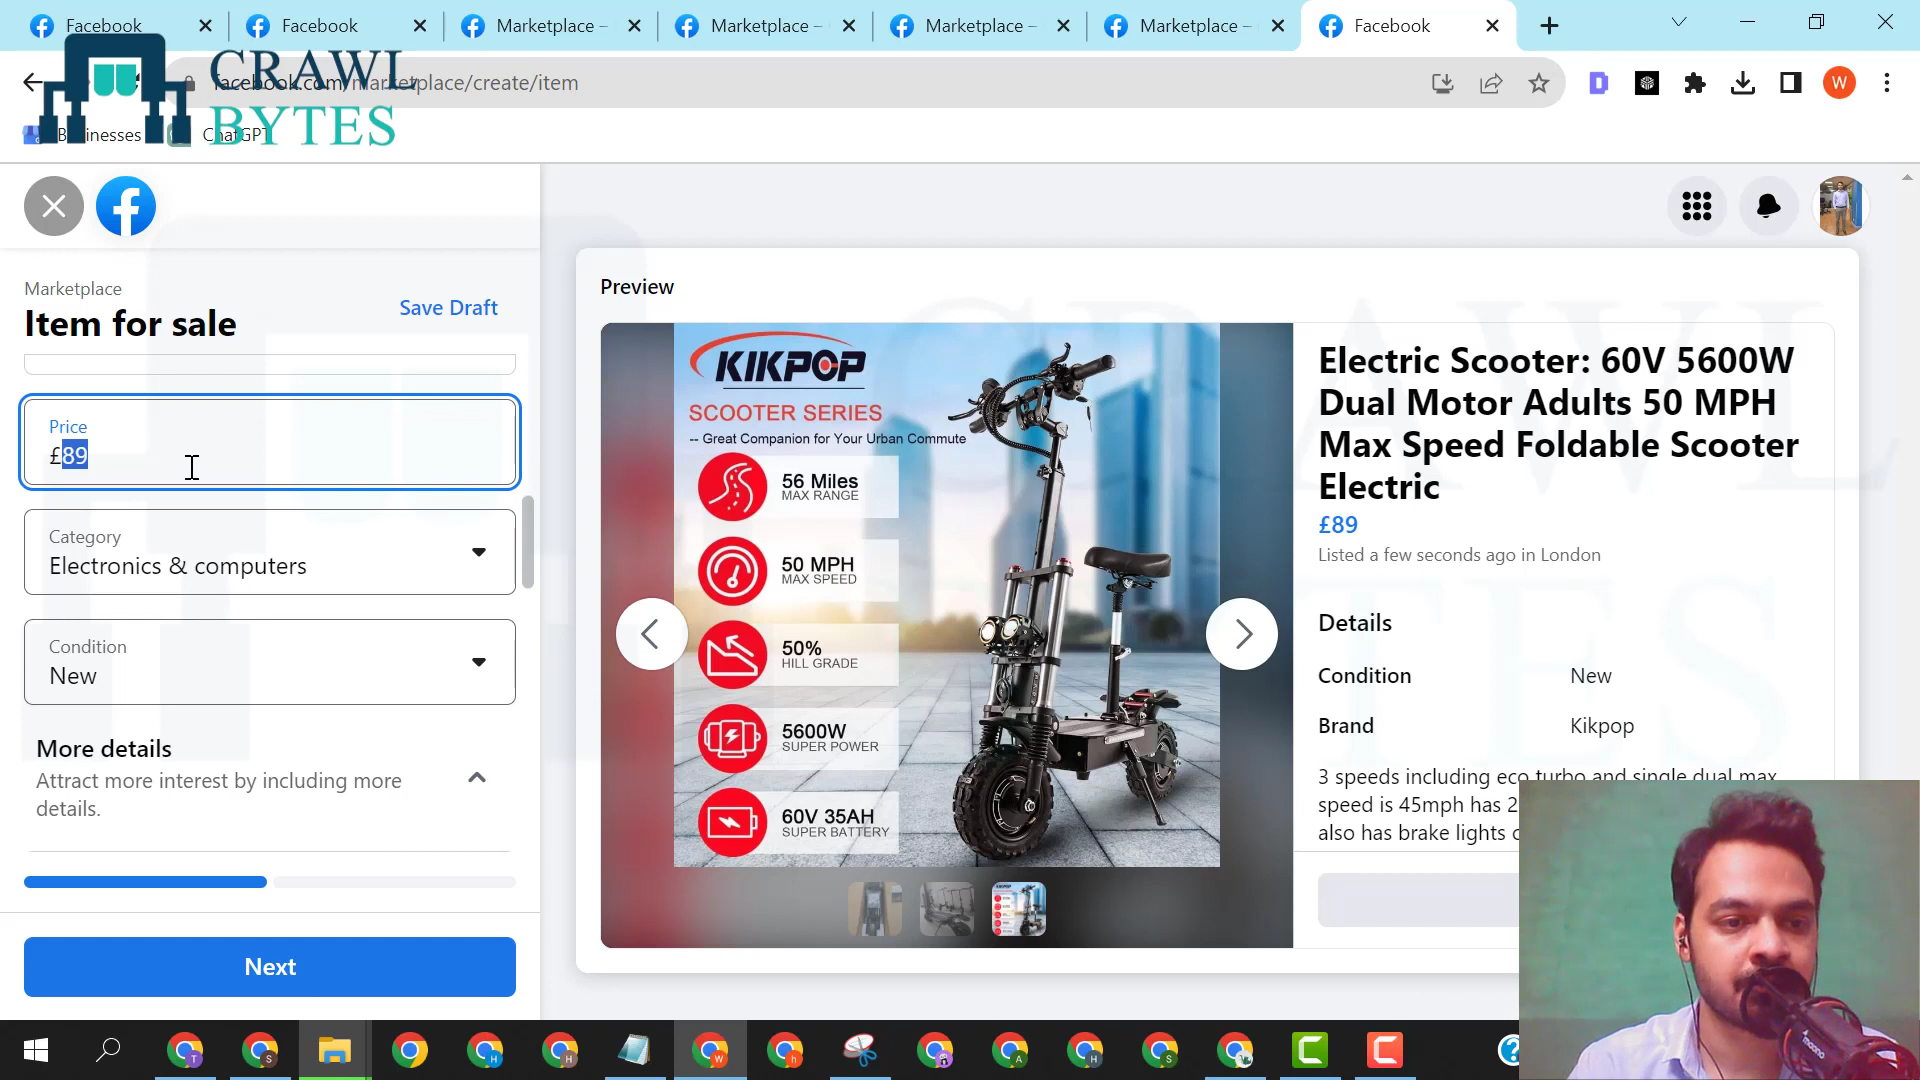 Facebook
Facebook
Marketplace –
Marketplace –
Marketplace –
Marketplace –
Facebook
CRAWL
BYTES
facebook.com/marketplace/create/item
W
ChatGPT
Marketplace
Item for sale
Save Draft
Price
£89
Category
Electronics & computers
Condition
New
More details
Attract more interest by including more
details.
Next
Preview
KIKPOP
SCOOTER SERIES
-- Great Companion for Your Urban Commute
56 Miles
MAX RANGE
50 MPH
MAX SPEED
50%
HILL GRADE
5600W
SUPER POWER
60V 35AH
SUPER BATTERY
Electric Scooter: 60V 5600W
Dual Motor Adults 50 MPH
Max Speed Foldable Scooter
Electric
£89
Listed a few seconds ago in London
Details
Condition New
Brand Kikpop
3 speeds including eco turbo and single dual max
speed is 45mph has 2
also has brake lights